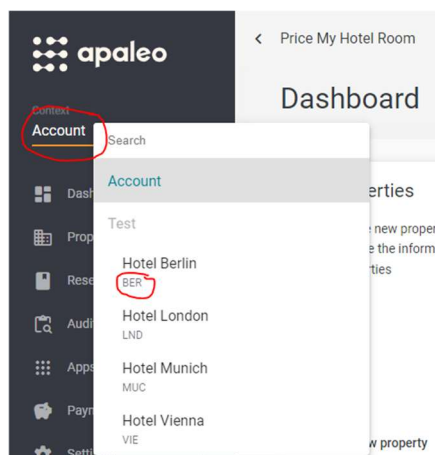 apaleo
Price My Hotel Room
Dashboard
Context
Account
Search
Account
Test
Hotel Berlin
BER
Hotel London
LND
Hotel Munich
MUC
Hotel Vienna
VIE
Dash
Prop
Rese
Audi
Apps
Payn
Setti
erties
new proper
e the inform
rties
w property